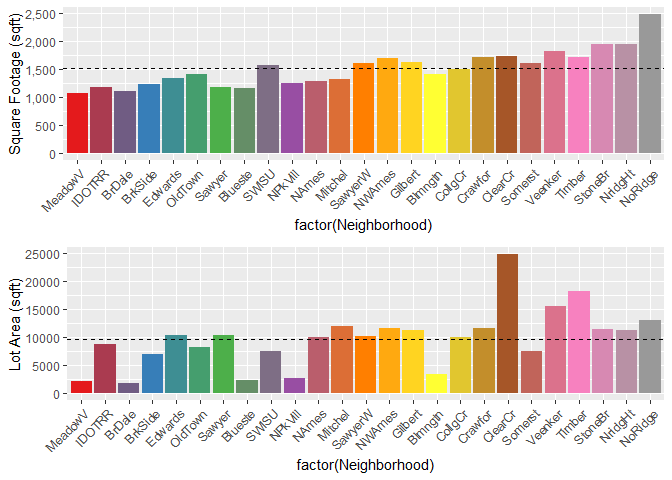 Square Footage (sqft)
2,500
2,000
1,500
1,000
500
0
MeadowV IDOTRR BrDale BrkSide Edwards OldTown Sawyer Blueste SWISU NPkVill NAmes Mitchel SawyerW NWAmes Gilbert Blmngtn CollgCr Crawfor ClearCr Somerst Veenker Timber StoneBr NridgHt NoRidge
factor(Neighborhood)
Lot Area (sqft)
25000
20000
15000
10000
5000
0
MeadowV IDOTRR BrDale BrkSide Edwards OldTown Sawyer Blueste SWISU NPkVill NAmes Mitchel SawyerW NWAmes Gilbert Blmngtn CollgCr Crawfor ClearCr Somerst Veenker Timber StoneBr NridgHt NoRidge
factor(Neighborhood)